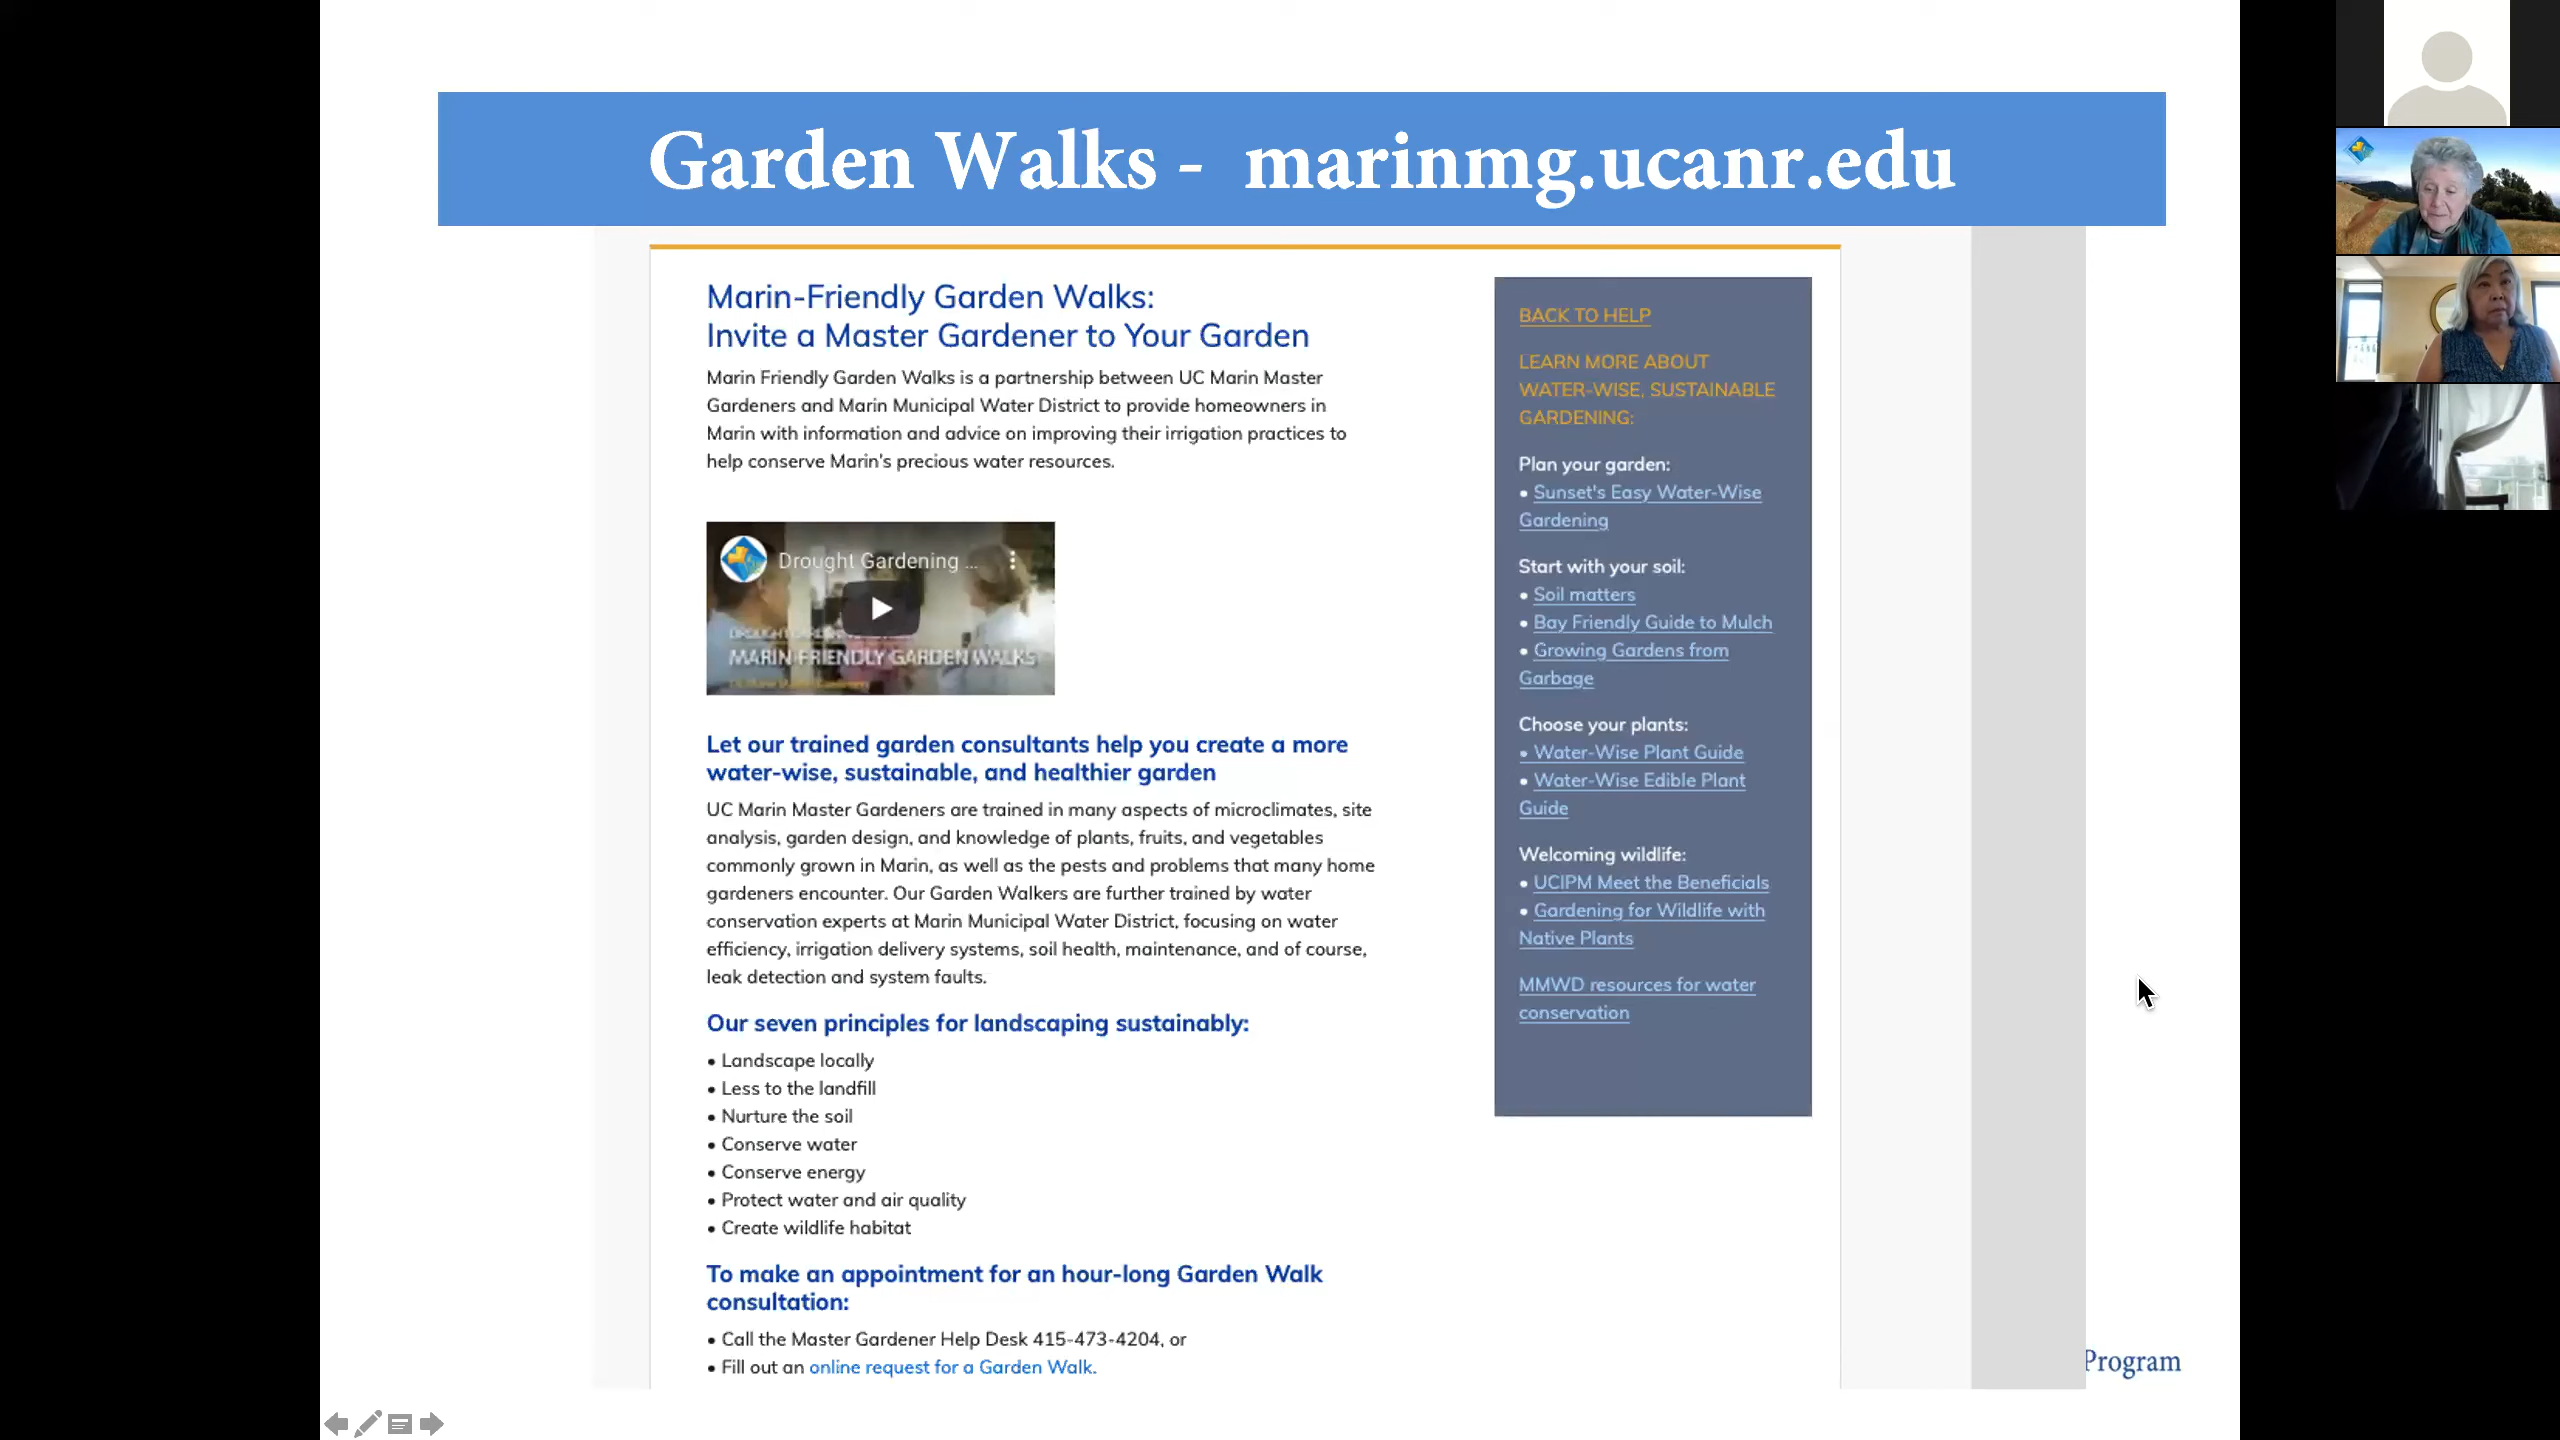 Garden Walks - marinmg.ucanr.edu
Marin-Friendly Garden Walks:
Invite a Master Gardener to Your Garden
Marin Friendly Garden Walks is a partnership between UC Marin Master
Gardeners and Marin Municipal Water District to provide homeowners in
Marin with information and advice on improving their irrigation practices to
help conserve Marin's precious water resources.
Drought Gardening ...
MARIN-FRIENDLY GARDEN WALKS
Let our trained garden consultants help you create a more
water-wise, sustainable, and healthier garden
UC Marin Master Gardeners are trained in many aspects of microclimates, site
analysis, garden design, and knowledge of plants, fruits, and vegetables
commonly grown in Marin, as well as the pests and problems that many home
gardeners encounter. Our Garden Walkers are further trained by water
conservation experts at Marin Municipal Water District, focusing on water
efficiency, irrigation delivery systems, soil health, maintenance, and of course,
leak detection and system faults.
Our seven principles for landscaping sustainably:
• Landscape locally
• Less to the landfill
• Nurture the soil
• Conserve water
• Conserve energy
• Protect water and air quality
• Create wildlife habitat
To make an appointment for an hour-long Garden Walk
consultation:
• Call the Master Gardener Help Desk 415-473-4204, or
• Fill out an online request for a Garden Walk.
BACK TO HELP
LEARN MORE ABOUT
WATER-WISE, SUSTAINABLE
GARDENING:
Plan your garden:
• Sunset's Easy Water-Wise
Gardening
Start with your soil:
• Soil matters
• Bay Friendly Guide to Mulch
• Growing Gardens from
Garbage
Choose your plants:
• Water-Wise Plant Guide
• Water-Wise Edible Plant
Guide
Welcoming wildlife:
• UCIPM Meet the Beneficials
• Gardening for Wildlife with
Native Plants
MMWD resources for water
conservation
Program